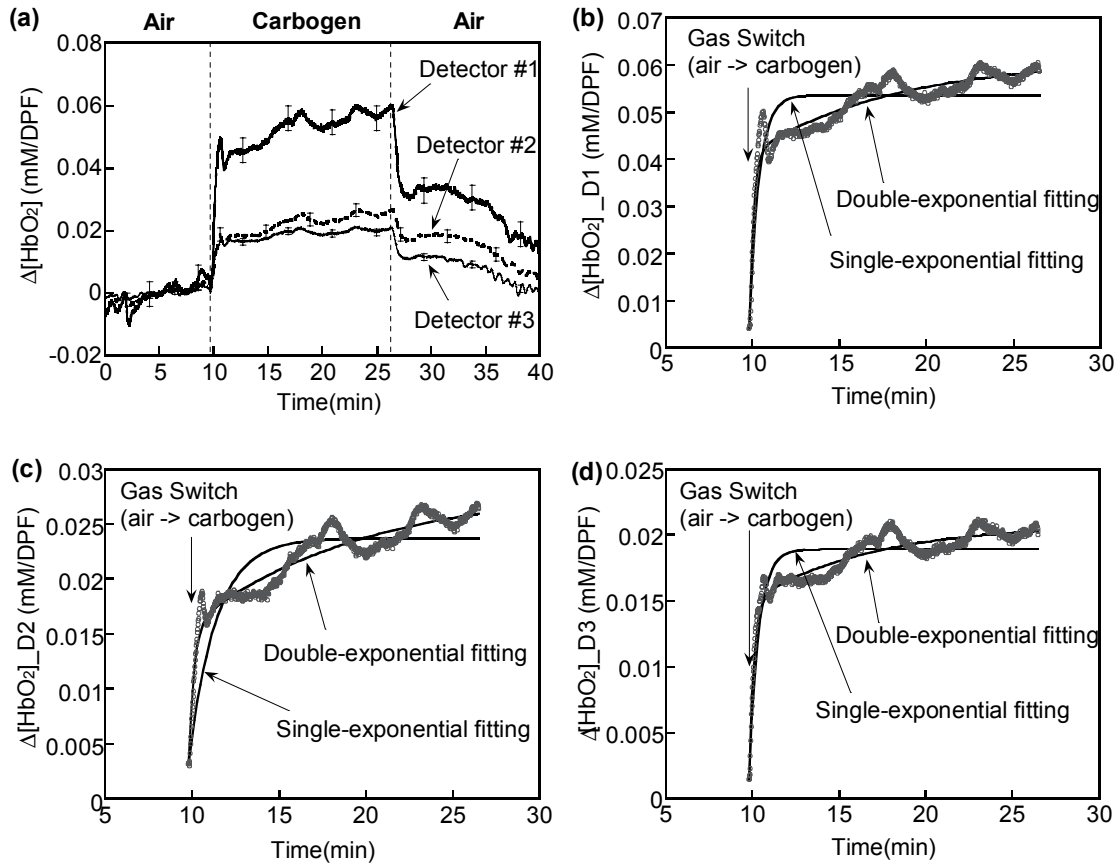 (a)
Air Carbogen Air
Δ[HbO₂] (mM/DPF)
0.08
0.06
0.04
0.02
0
-0.02
Detector #1
Detector #2
Detector #3
0 5 10 15 20 25 30 35 40
Time(min)
(b)
Δ[HbO₂]_D1 (mM/DPF)
0.07
0.06
0.05
0.04
0.03
0.02
0.01
0
Gas Switch
(air -> carbogen)
Double-exponential fitting
Single-exponential fitting
5 10 15 20 25 30
Time(min)
(c)
Δ[HbO₂]_D2 (mM/DPF)
0.03
0.025
0.02
0.015
0.01
0.005
0
Gas Switch
(air -> carbogen)
Double-exponential fitting
Single-exponential fitting
5 10 15 20 25 30
Time(min)
(d)
Δ[HbO₂]_D3 (mM/DPF)
0.025
0.02
0.015
0.01
0.005
0
Gas Switch
(air -> carbogen)
Double-exponential fitting
Single-exponential fitting
5 10 15 20 25 30
Time(min)